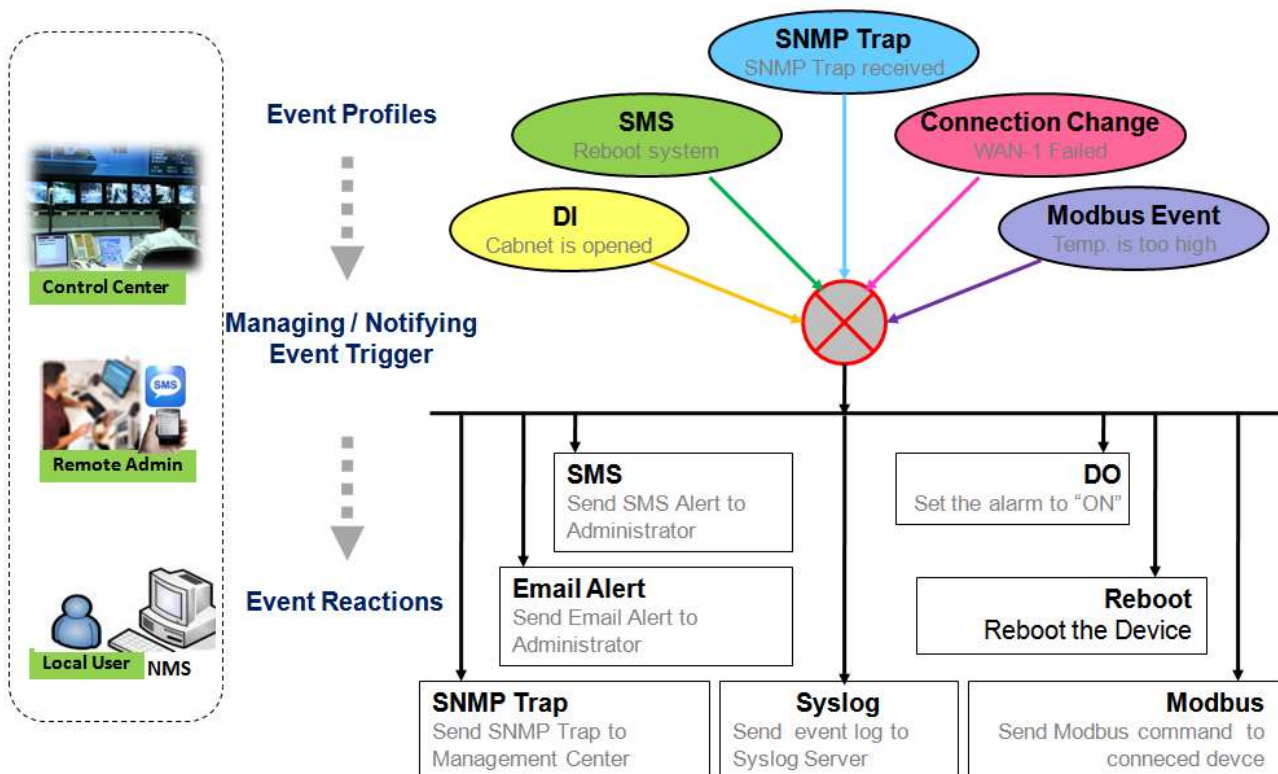 SNMP Trap
SNMP Trap received
Event Profiles
SMS
Reboot system
Connection Change
WAN-1 Failed
DI
Cabnet is opened
Modbus Event
Temp. is too high
Control Center
Managing / Notifying
Event Trigger
SMS
Remote Admin
SMS
Send SMS Alert to
Administrator
DO
Set the alarm to “ON”
Event Reactions
Email Alert
Send Email Alert to
Administrator
Reboot
Reboot the Device
Local User
NMS
SNMP Trap
Send SNMP Trap to
Management Center
Syslog
Send event log to
Syslog Server
Modbus
Send Modbus command to
conneced devce